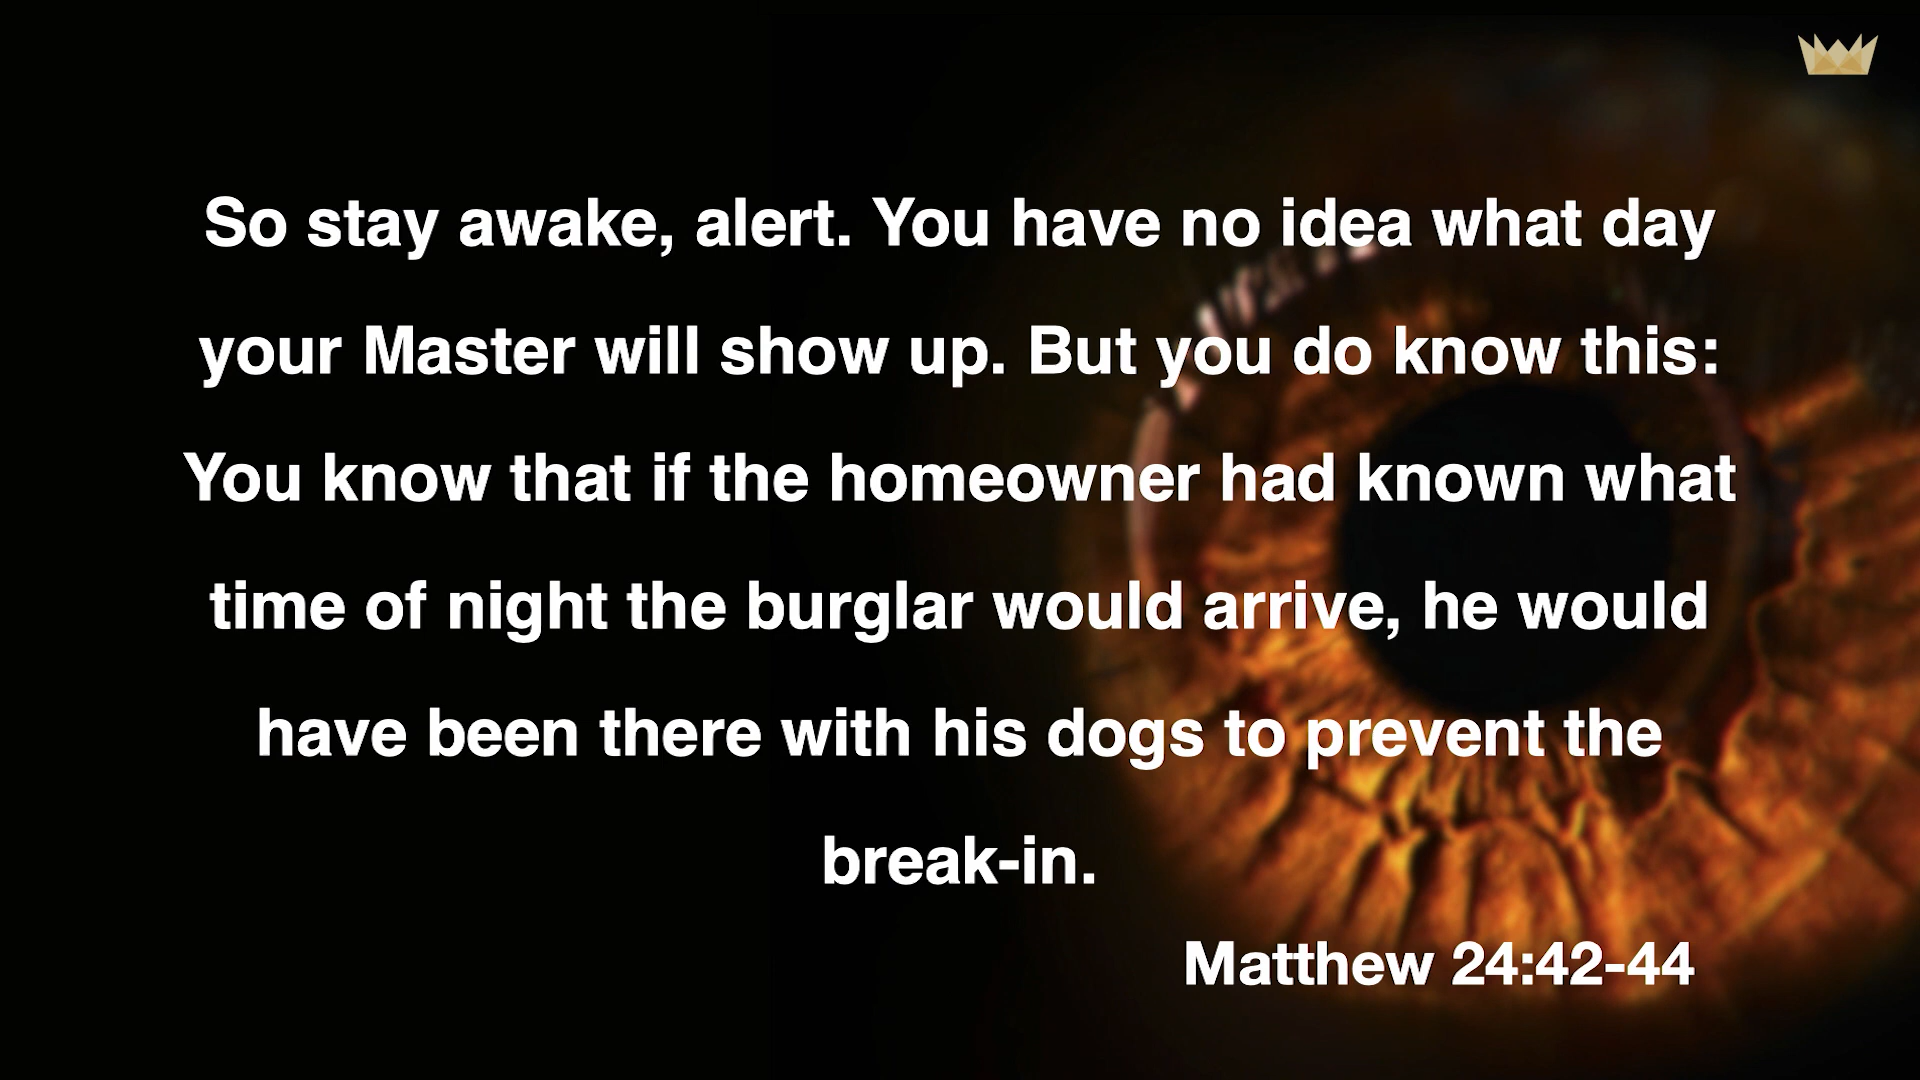 So stay awake, alert. You have no idea what day
your Master will show up. But you do know this:
You know that if the homeowner had known what
time of night the burglar would arrive, he would
have been there with his dogs to prevent the
break-in.
Matthew 24:42-44